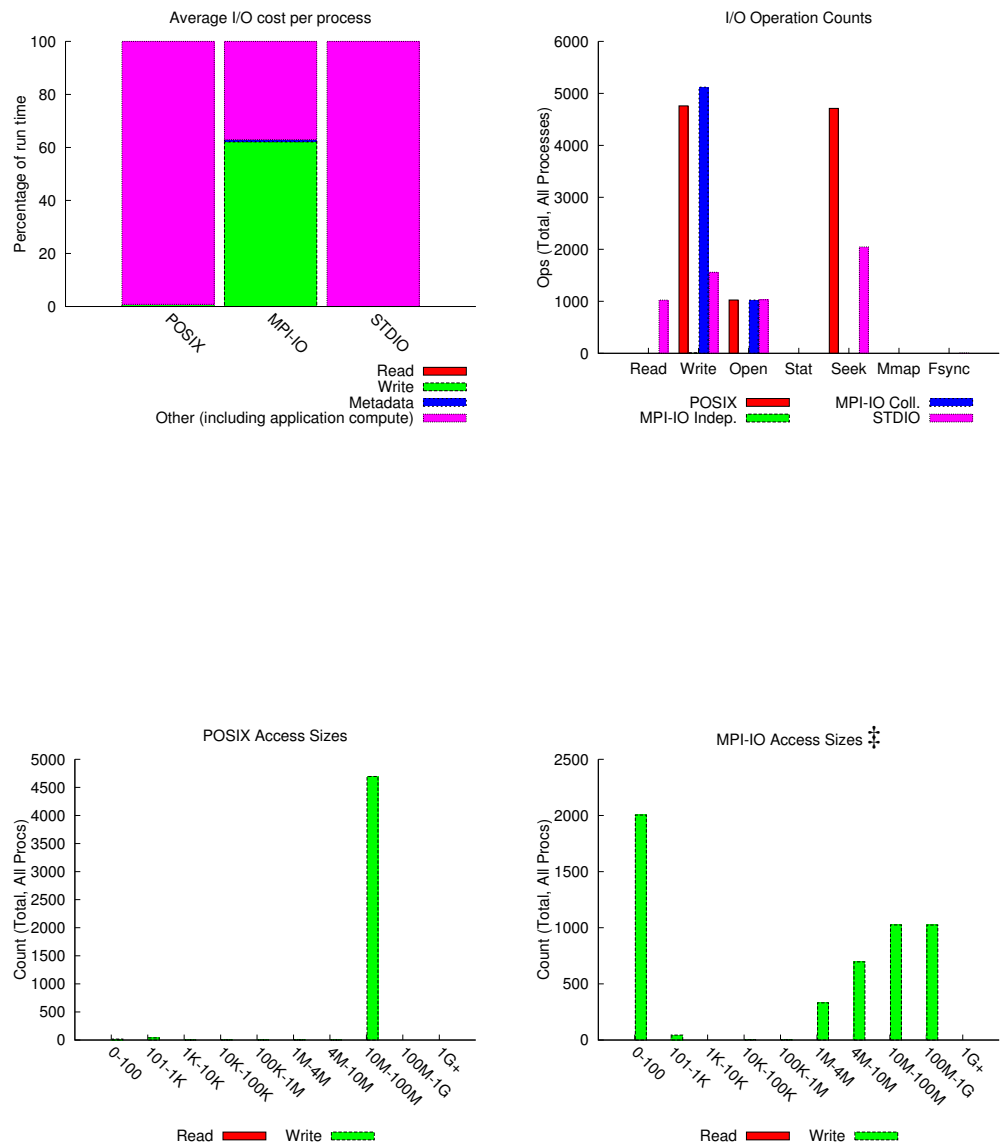 Average I/O cost per process
100
80
60
40
20
0
Percentage of run time
POSIX
MPI-IO
STDIO
Read
Write
Metadata
Other (including application compute)
I/O Operation Counts
6000
5000
4000
3000
2000
1000
0
Ops (Total, All Processes)
Read Write Open Stat Seek Mmap Fsync
POSIX MPI-IO Coll.
MPI-IO Indep. STDIO
POSIX Access Sizes
5000
4500
4000
3500
3000
2500
2000
1500
1000
500
0
Count (Total, All Procs)
0-100
101-1K
1K-10K
10K-100K
100K-1M
1M-4M
4M-10M
10M-100M
100M-1G
1G+
Read Write
MPI-IO Access Sizes ‡
2500
2000
1500
1000
500
0
Count (Total, All Procs)
0-100
101-1K
1K-10K
10K-100K
100K-1M
1M-4M
4M-10M
10M-100M
100M-1G
1G+
Read Write